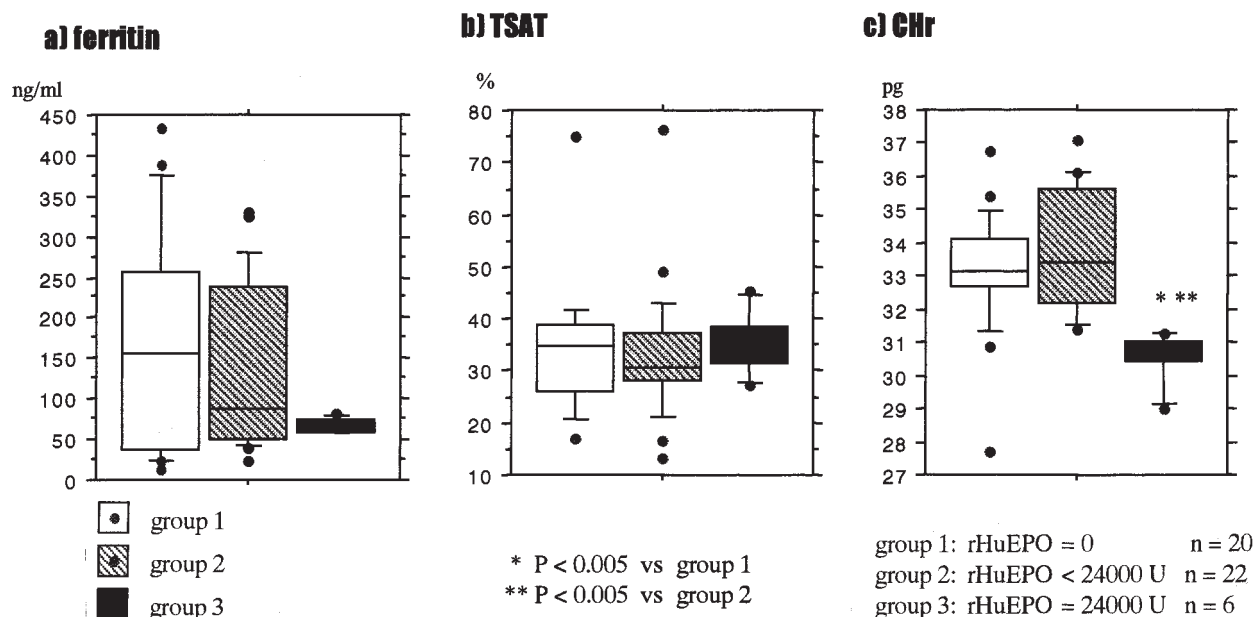 a) ferritin
ng/ml
450
400
350
300
250
200
150
100
50
0
b) TSAT
%
80
70
60
50
40
30
20
10
c) CHr
pg
38
37
36
35
34
33
32
31
30
29
28
27
* **
group 1
group 2
group 3
* P < 0.005 vs group 1
** P < 0.005 vs group 2
group 1: rHuEPO = 0 n = 20
group 2: rHuEPO < 24000 U n = 22
group 3: rHuEPO = 24000 U n = 6